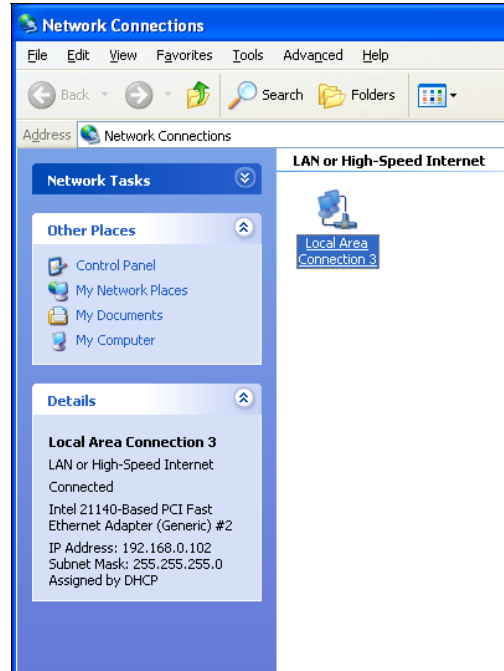 Network Connections
File Edit View Favorites Tools Advanced Help
Back Search Folders
Address Network Connections
Network Tasks
Other Places
Control Panel
My Network Places
My Documents
My Computer
Details
Local Area Connection 3
LAN or High-Speed Internet
Connected
Intel 21140-Based PCI Fast
Ethernet Adapter (Generic) #2
IP Address: 192.168.0.102
Subnet Mask: 255.255.255.0
Assigned by DHCP
LAN or High-Speed Internet
Local Area
Connection 3